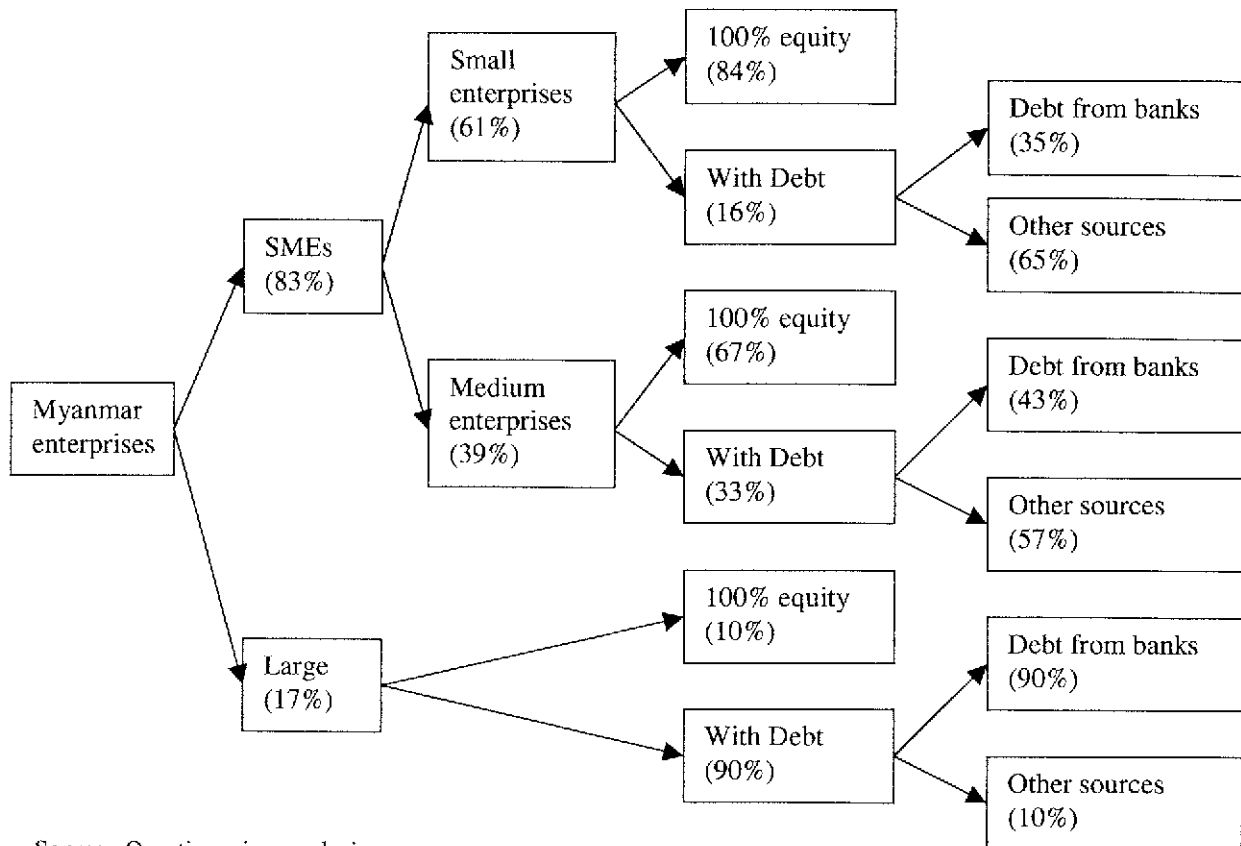 Myanmar
enterprises
SMEs
(83%)
Large
(17%)
Small
enterprises
(61%)
Medium
enterprises
(39%)
100% equity
(84%)
With Debt
(16%)
100% equity
(67%)
With Debt
(33%)
100% equity
(10%)
With Debt
(90%)
Debt from banks
(35%)
Other sources
(65%)
Debt from banks
(43%)
Other sources
(57%)
Debt from banks
(90%)
Other sources
(10%)